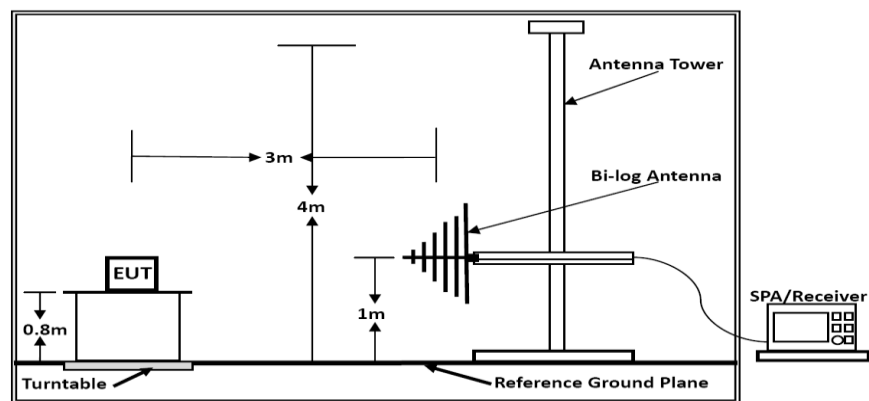 Antenna Tower
3m
Bi-log Antenna
4m
EUT
SPA/Receiver
0.8m
1m
Turntable
Reference Ground Plane